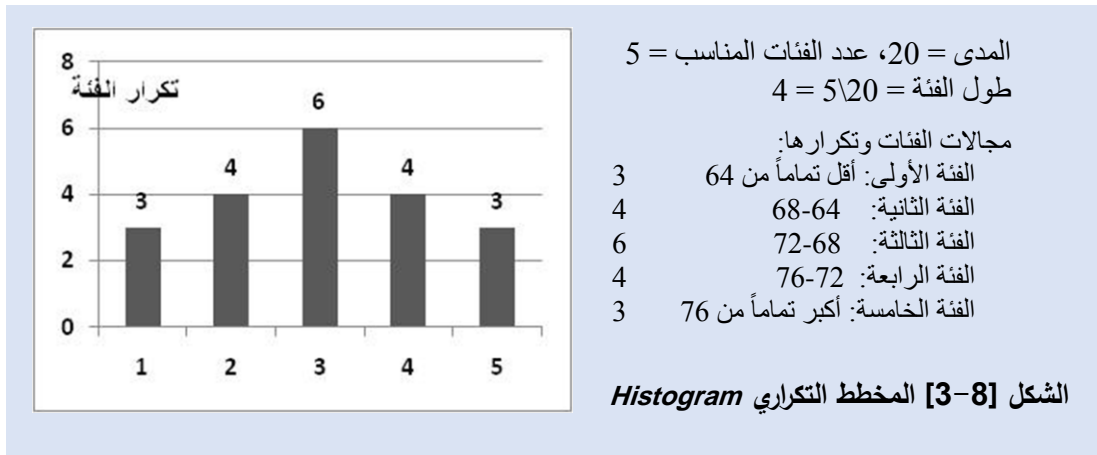 المدى = 20، عدد الفئات المناسب = 5
طول الفئة = 20\5 = 4
مجالات الفئات وتكرارها:
الفئة الأولى: أقل تماماً من 64 3
الفئة الثانية: 64-68 4
الفئة الثالثة: 68-72 6
الفئة الرابعة: 72-76 4
الفئة الخامسة: أكبر تماماً من 76 3
الشكل [8-3] المخطط التكراري Histogram
تكرار الفئة
8
6
4
2
0
3 4 6 4 3
1 2 3 4 5